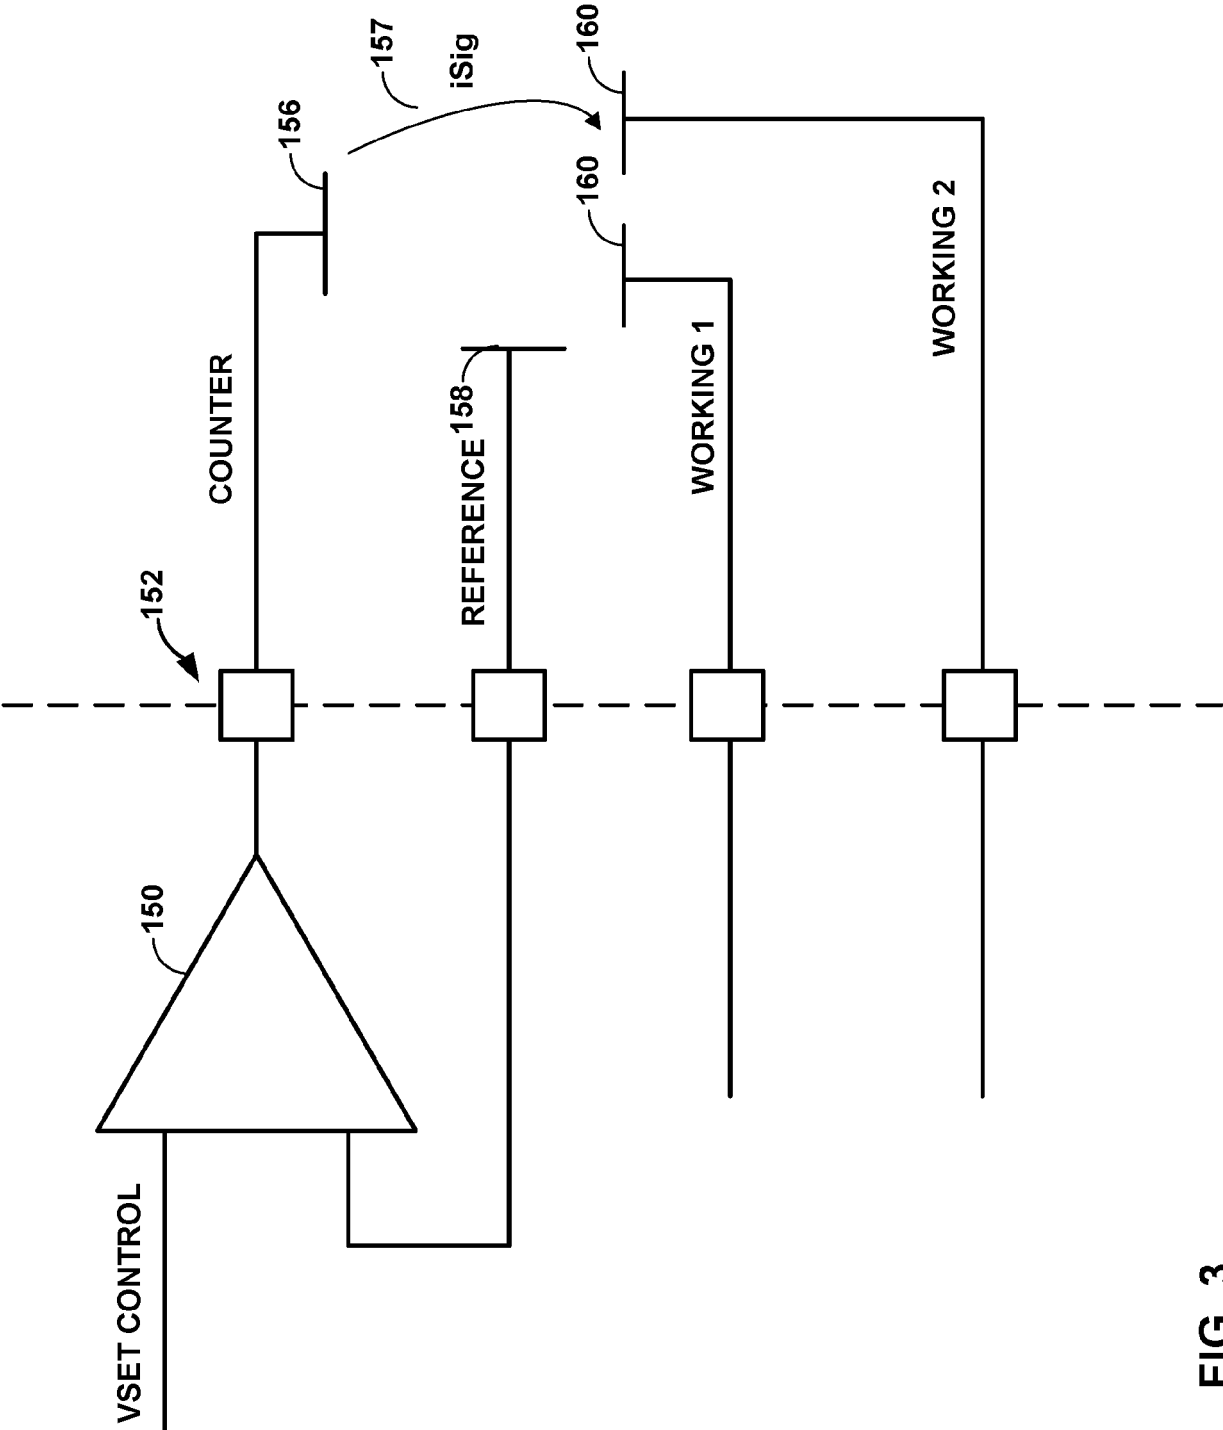 VSET CONTROL
150
152
COUNTER
156
157
iSig
REFERENCE
158
160
160
WORKING 1
WORKING 2
FIG. 3